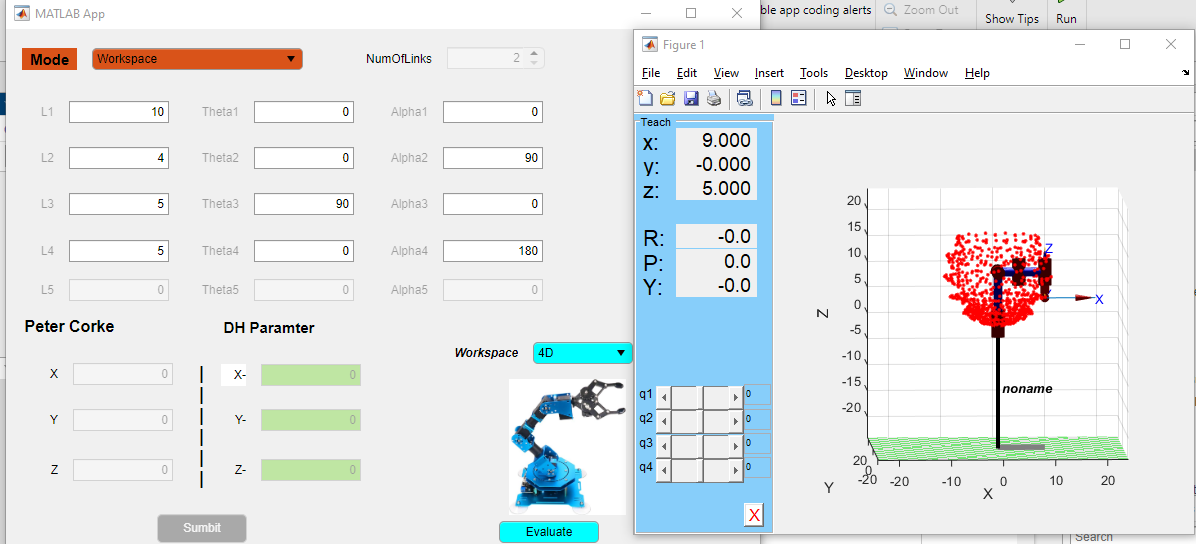 MATLAB App
ble app coding alerts
Zoom Out
Show Tips
Run
Mode
Workspace
NumOfLinks
2
L1
10
Theta1
0
Alpha1
0
L2
4
Theta2
0
Alpha2
90
L3
5
Theta3
90
Alpha3
0
L4
5
Theta4
0
Alpha4
180
L5
0
Theta5
0
Alpha5
0
Peter Corke
DH Paramter
Workspace
4D
X
0
X-
0
Y
0
Y-
0
Z
0
Z-
0
Sumbit
Evaluate
Figure 1
File Edit View Insert Tools Desktop Window Help
Teach
x:
9.000
y:
-0.000
z:
5.000
R:
-0.0
P:
0.0
Y:
-0.0
q1
0
q2
0
q3
0
q4
0
X
20
15
10
5
0
-5
-10
-15
-20
Z
Z
X
noname
20
0
-20
Y
-20
-10
0
10
20
X
Search